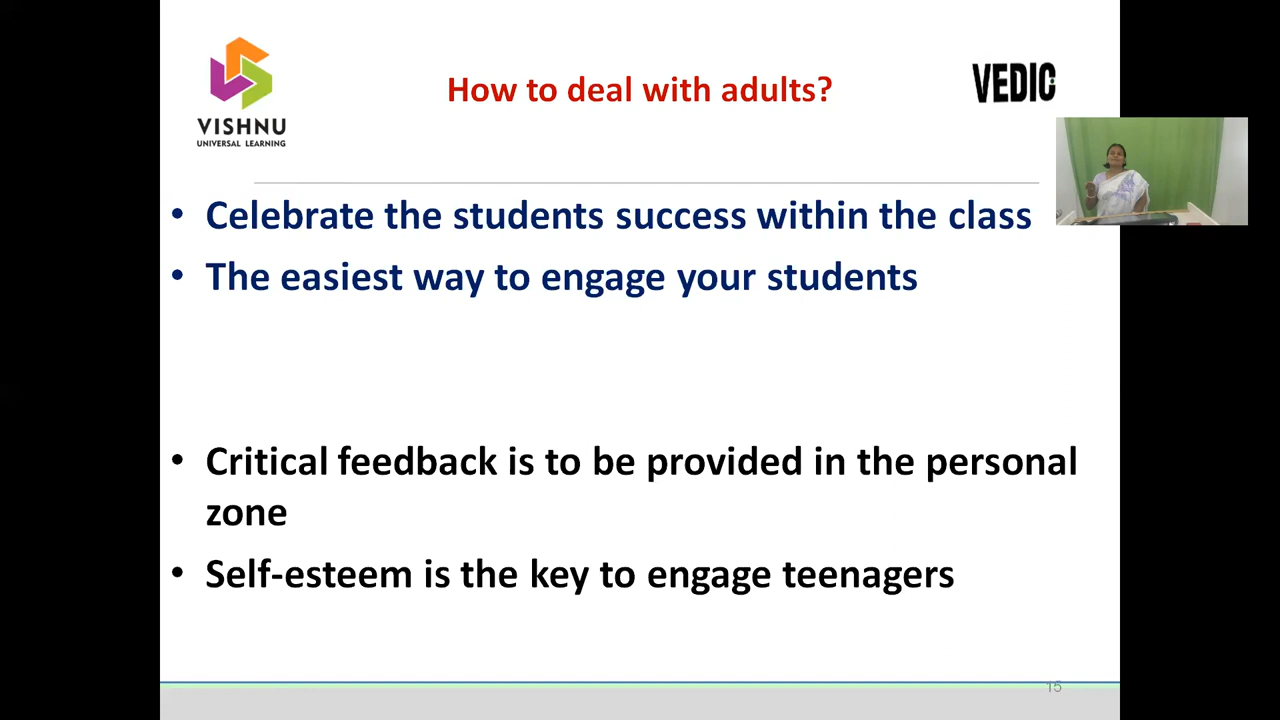 VISHNU
UNIVERSAL LEARNING
How to deal with adults?
VEDIC
• Celebrate the students success within the class
• The easiest way to engage your students
• Critical feedback is to be provided in the personal
zone
• Self-esteem is the key to engage teenagers
15